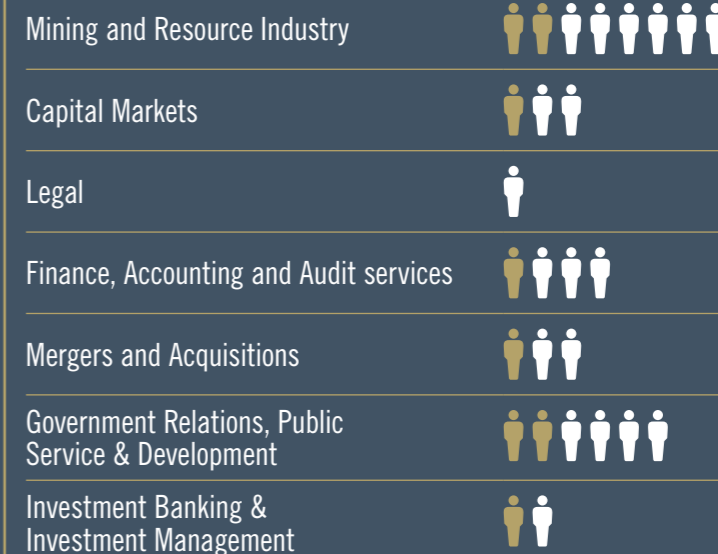 Mining and Resource Industry
Capital Markets
Legal
Finance, Accounting and Audit services
Mergers and Acquisitions
Government Relations, Public
Service & Development
Investment Banking &
Investment Management